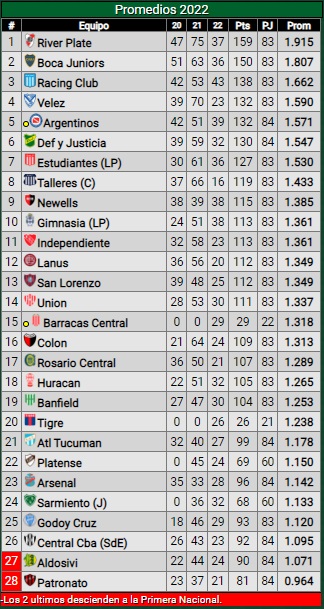 Promedios 2022
# Equipo 20 21 22 Pts PJ Prom
1 River Plate 47 75 37 159 83 1.915
2 Boca Juniors 51 63 36 150 83 1.807
3 Racing Club 42 53 43 138 83 1.662
4 Velez 39 70 23 132 83 1.590
5 Argentinos 42 51 39 132 84 1.571
6 Def y Justicia 39 59 32 130 84 1.547
7 Estudiantes (LP) 30 61 36 127 83 1.530
8 Talleres (C) 37 66 16 119 83 1.433
9 Newells 38 39 38 115 83 1.385
10 Gimnasia (LP) 24 51 38 113 83 1.361
11 Independiente 32 58 23 113 83 1.361
12 Lanus 36 56 20 112 83 1.349
13 San Lorenzo 39 48 25 112 83 1.349
14 Union 28 53 30 111 83 1.337
15 Barracas Central 0 0 29 29 22 1.318
16 Colon 21 64 24 109 83 1.313
17 Rosario Central 36 50 21 107 83 1.289
18 Huracan 22 51 32 105 83 1.265
19 Banfield 27 47 30 104 83 1.253
20 Tigre 0 0 26 26 21 1.238
21 Atl Tucuman 32 40 27 99 84 1.178
22 Platense 0 45 24 69 60 1.150
23 Arsenal 35 33 28 96 84 1.142
24 Sarmiento (J) 0 36 32 68 60 1.133
25 Godoy Cruz 18 46 29 93 83 1.120
26 Central Cba (SdE) 26 43 23 92 84 1.095
27 Aldosivi 22 44 24 90 84 1.071
28 Patronato 23 37 21 81 84 0.964
-Los 2 ultimos descienden a la Primera Nacional.